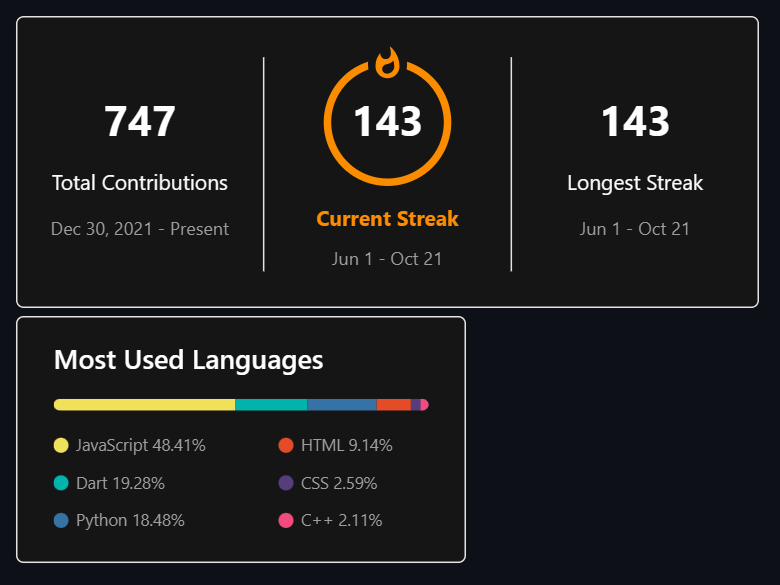 747
Total Contributions
Dec 30, 2021 - Present
143
Current Streak
Jun 1 - Oct 21
143
Longest Streak
Jun 1 - Oct 21
Most Used Languages
JavaScript 48.41%
Dart 19.28%
Python 18.48%
HTML 9.14%
CSS 2.59%
C++ 2.11%